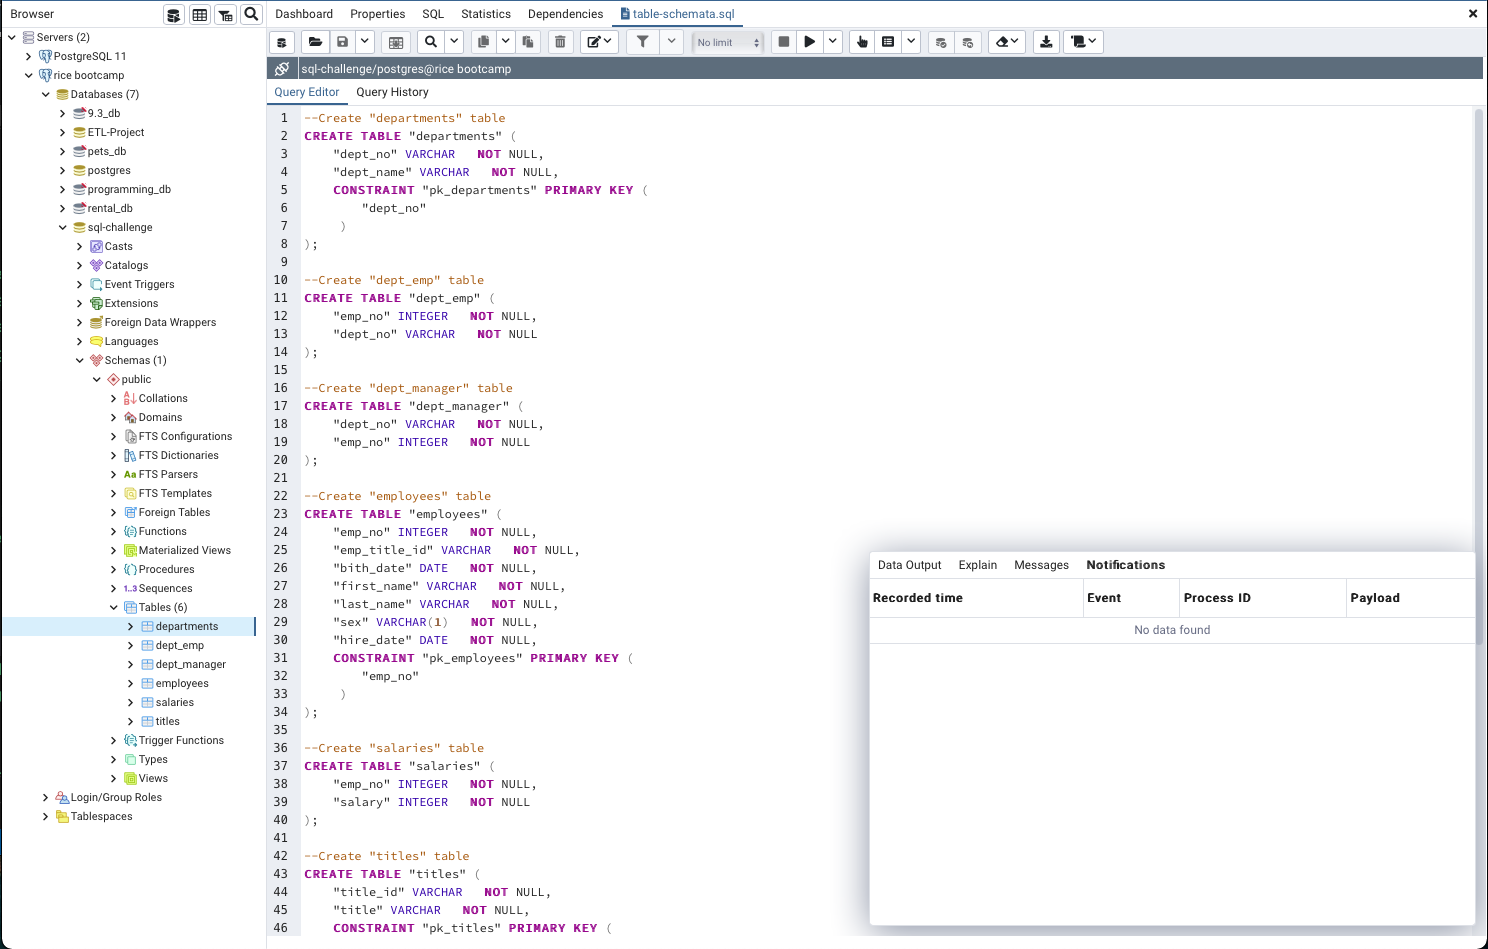 Browser
Dashboard Properties SQL Statistics Dependencies table-schemata.sql
Servers (2)
PostgreSQL 11
rice bootcamp
Databases (7)
9.3_db
ETL-Project
pets_db
postgres
programming_db
rental_db
sql-challenge
Casts
Catalogs
Event Triggers
Extensions
Foreign Data Wrappers
Languages
Schemas (1)
public
Collations
Domains
FTS Configurations
FTS Dictionaries
Aa FTS Parsers
FTS Templates
Foreign Tables
Functions
Materialized Views
Procedures
1..3 Sequences
Tables (6)
departments
dept_emp
dept_manager
employees
salaries
titles
Trigger Functions
Types
Views
Login/Group Roles
Tablespaces
No limit
sql-challenge/postgres@rice bootcamp
Query Editor Query History
1 --Create "departments" table
2 CREATE TABLE "departments" (
3 "dept_no" VARCHAR NOT NULL,
4 "dept_name" VARCHAR NOT NULL,
5 CONSTRAINT "pk_departments" PRIMARY KEY (
6 "dept_no"
7 )
8 );
9
10 --Create "dept_emp" table
11 CREATE TABLE "dept_emp" (
12 "emp_no" INTEGER NOT NULL,
13 "dept_no" VARCHAR NOT NULL
14 );
15
16 --Create "dept_manager" table
17 CREATE TABLE "dept_manager" (
18 "dept_no" VARCHAR NOT NULL,
19 "emp_no" INTEGER NOT NULL
20 );
21
22 --Create "employees" table
23 CREATE TABLE "employees" (
24 "emp_no" INTEGER NOT NULL,
25 "emp_title_id" VARCHAR NOT NULL,
26 "bith_date" DATE NOT NULL,
27 "first_name" VARCHAR NOT NULL,
28 "last_name" VARCHAR NOT NULL,
29 "sex" VARCHAR(1) NOT NULL,
30 "hire_date" DATE NOT NULL,
31 CONSTRAINT "pk_employees" PRIMARY KEY (
32 "emp_no"
33 )
34 );
35
36 --Create "salaries" table
37 CREATE TABLE "salaries" (
38 "emp_no" INTEGER NOT NULL,
39 "salary" INTEGER NOT NULL
40 );
41
42 --Create "titles" table
43 CREATE TABLE "titles" (
44 "title_id" VARCHAR NOT NULL,
45 "title" VARCHAR NOT NULL,
46 CONSTRAINT "pk_titles" PRIMARY KEY (
Data Output Explain Messages Notifications
Recorded time Event Process ID Payload
No data found